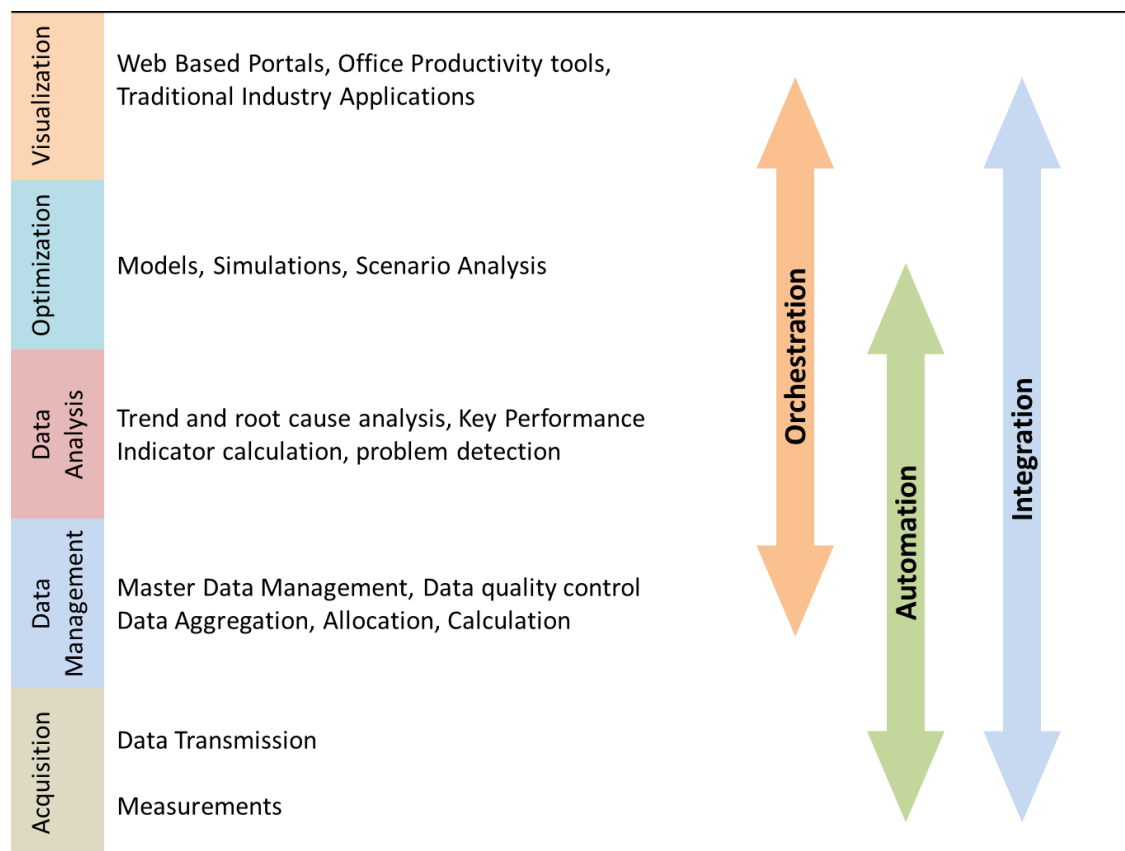 Visualization
Web Based Portals, Office Productivity tools,
Traditional Industry Applications
Optimization
Models, Simulations, Scenario Analysis
Data
Analysis
Trend and root cause analysis, Key Performance
Indicator calculation, problem detection
Data
Management
Master Data Management, Data quality control
Data Aggregation, Allocation, Calculation
Acquisition
Data Transmission
Measurements
Orchestration
Automation
Integration